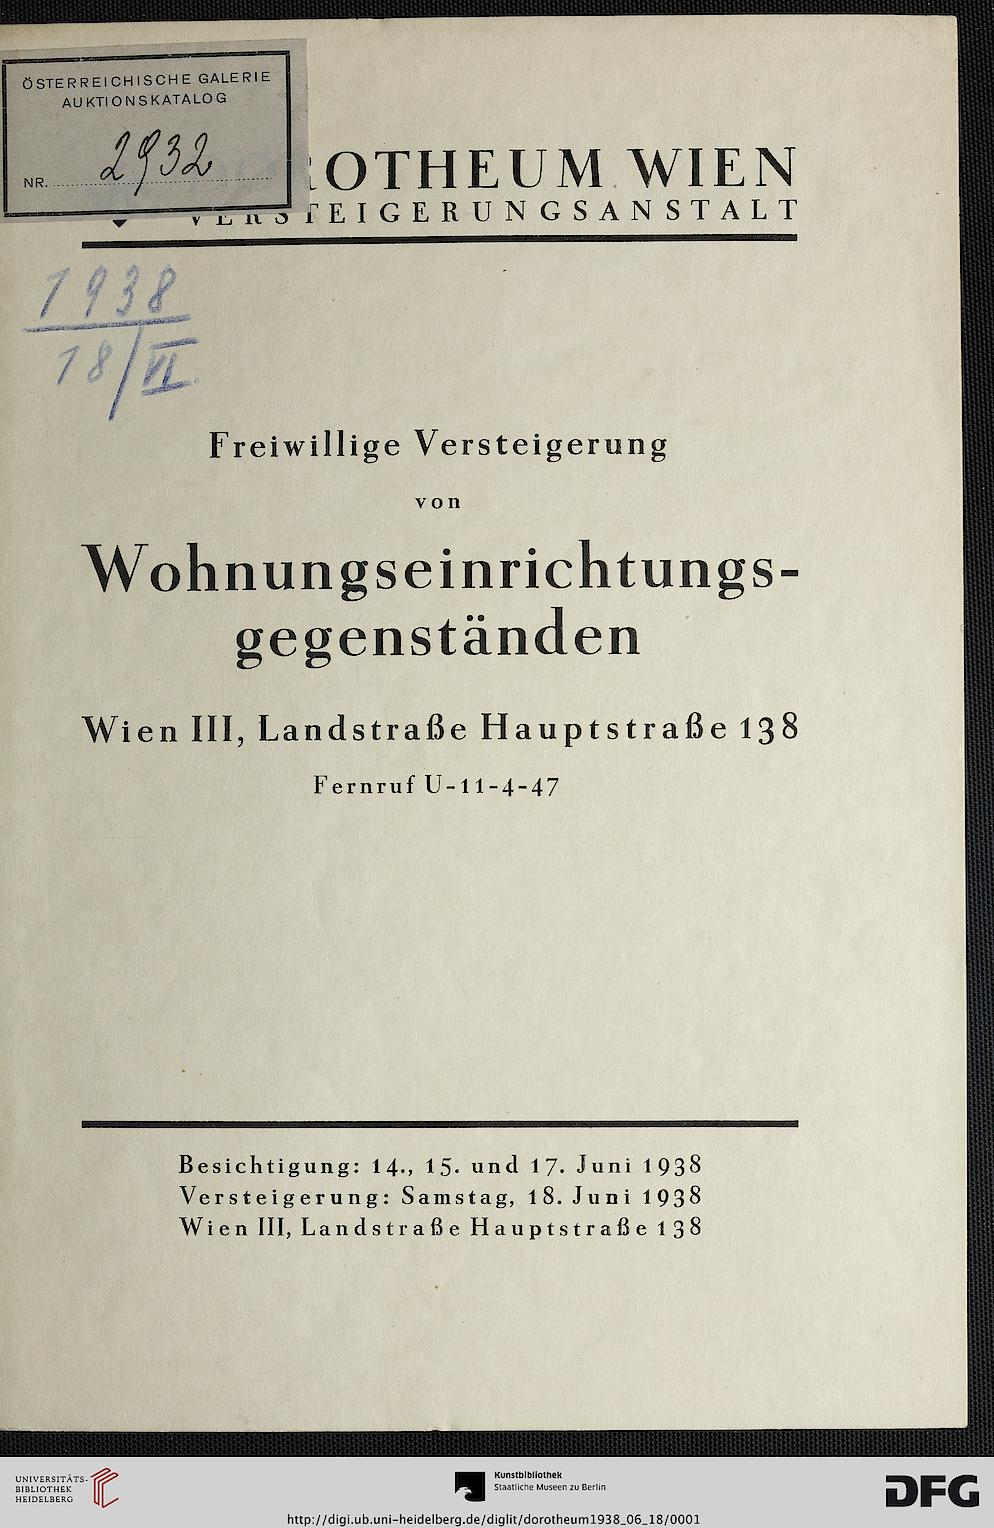 ÖSTERREICHISCHE GALERIE
AUKTIONSKATALOG
NR. 2932
ROTHEUM WIEN
VERSTEIGERUNGSANSTALT
1938
18/VI.
Freiwillige Versteigerung
von
Wohnungseinrichtungs-
gegenständen
Wien III, Landstraße Hauptstraße 138
Fernruf U-11-4-47
Besichtigung: 14., 15. und 17. Juni 1938
Versteigerung: Samstag, 18. Juni 1938
Wien III, Landstraße Hauptstraße 138
UNIVERSITÄTS-
BIBLIOTHEK
HEIDELBERG
Kunstbibliothek
Staatliche Museen zu Berlin
DFG
http://digi.ub.uni-heidelberg.de/diglit/dorotheum1938_06_18/0001